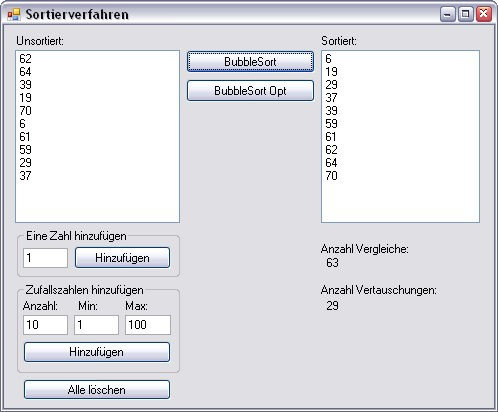 Sortierverfahren
Unsortiert:
62
64
39
19
70
6
61
59
29
37
BubbleSort
BubbleSort Opt
Sortiert:
6
19
29
37
39
59
61
62
64
70
Eine Zahl hinzufügen
1
Hinzufügen
Zufallszahlen hinzufügen
Anzahl: Min: Max:
10 1 100
Hinzufügen
Alle löschen
Anzahl Vergleiche:
63
Anzahl Vertauschungen:
29